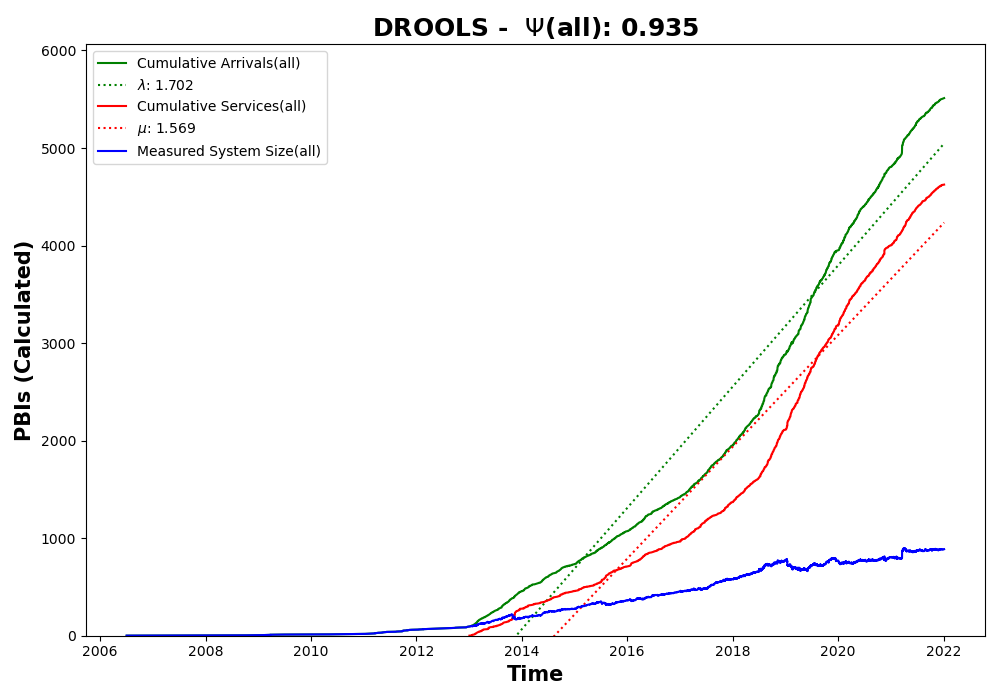 DROOLS - Ψ(all): 0.935
6000
5000
4000
3000
2000
1000
0
PBIs (Calculated)
Cumulative Arrivals(all)
λ: 1.702
Cumulative Services(all)
μ: 1.569
Measured System Size(all)
2006 2008 2010 2012 2014 2016 2018 2020 2022
Time